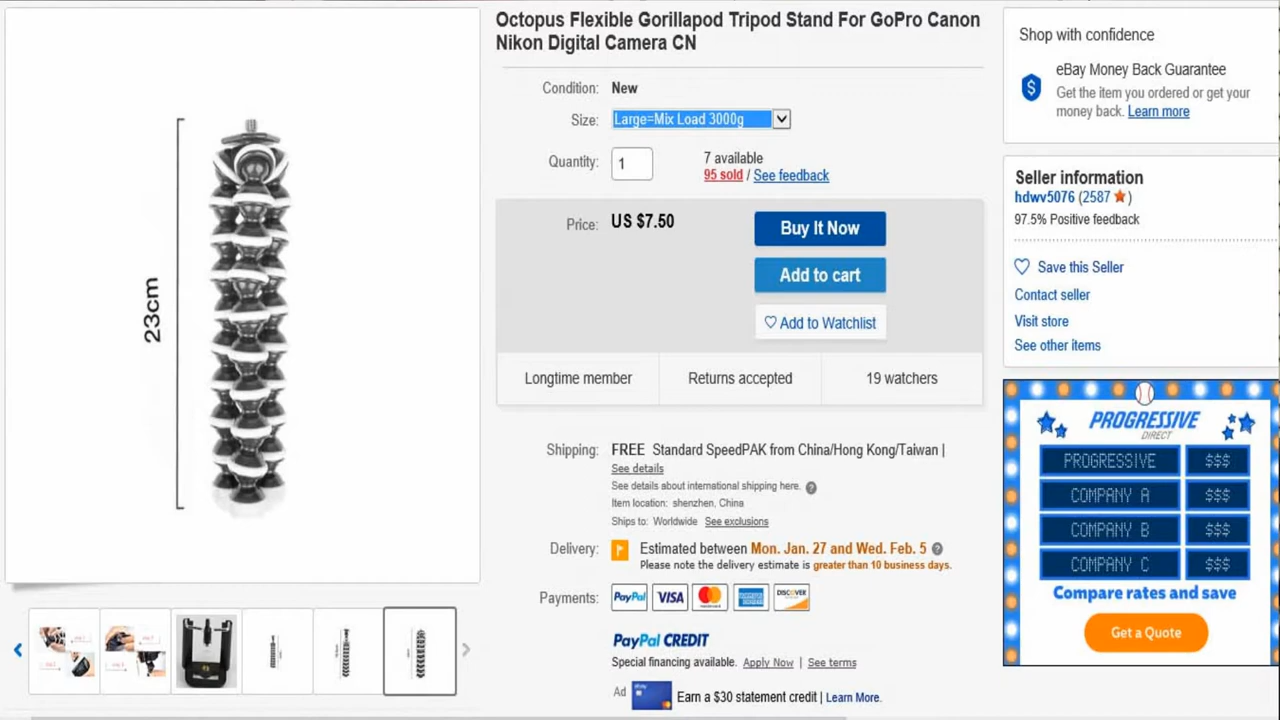 Octopus Flexible Gorillapod Tripod Stand For GoPro Canon
Nikon Digital Camera CN
Condition: New
Size: Large=Mix Load 3000g
Quantity: 1
7 available
95 sold / See feedback
Price: US $7.50
Buy It Now
Add to cart
Add to Watchlist
Longtime member
Returns accepted
19 watchers
Shipping: FREE Standard SpeedPAK from China/Hong Kong/Taiwan |
See details
See details about international shipping here.
Item location: shenzhen, China
Ships to: Worldwide See exclusions
Delivery: Estimated between Mon. Jan. 27 and Wed. Feb. 5
Please note the delivery estimate is greater than 10 business days.
Payments: PayPal VISA mastercard AMERICAN EXPRESS DISCOVER
PayPal CREDIT
Special financing available. Apply Now | See terms
Ad Earn a $30 statement credit | Learn More.
23cm
Shop with confidence
eBay Money Back Guarantee
Get the item you ordered or get your
money back. Learn more
Seller information
hdwv5076 (2587)
97.5% Positive feedback
Save this Seller
Contact seller
Visit store
See other items
PROGRESSIVE
DIRECT
PROGRESSIVE $$$
COMPANY A $$$
COMPANY B $$$
COMPANY C $$$
Compare rates and save
Get a Quote